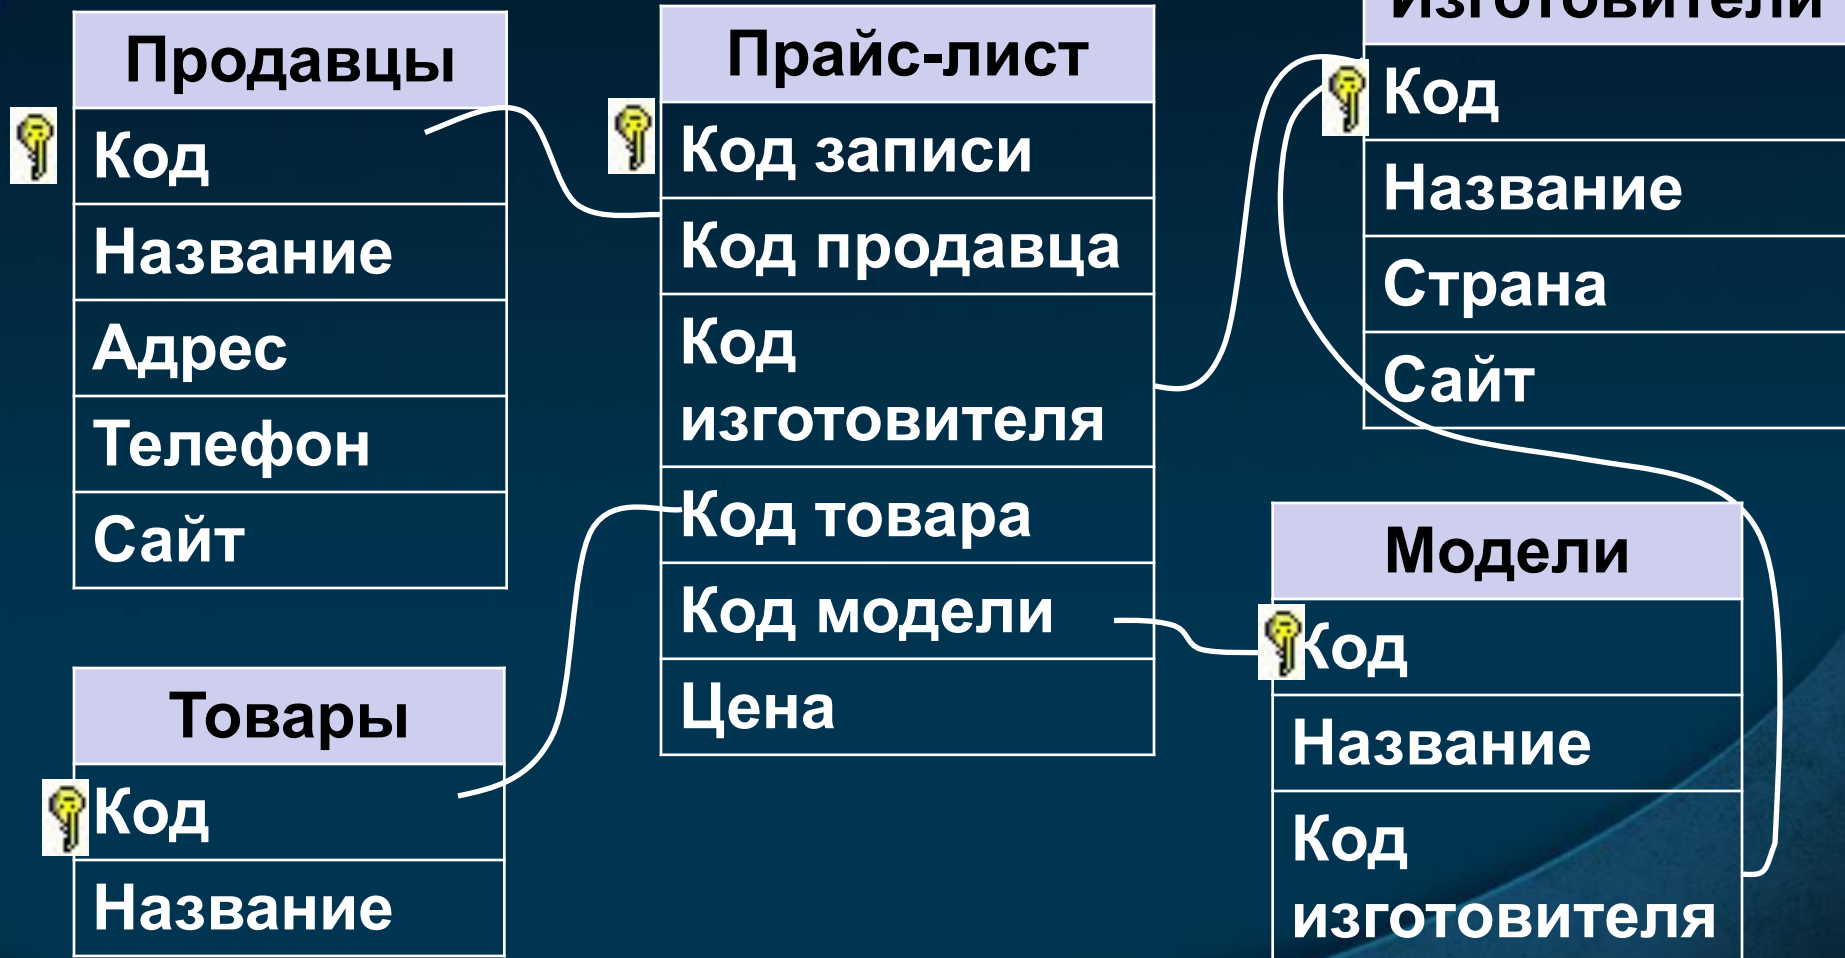 Продавцы
Код
Название
Адрес
Телефон
Сайт
Прайс-лист
Код записи
Код продавца
Код
изготовителя
Код товара
Код модели
Цена
Изготовители
Код
Название
Страна
Сайт
Товары
Код
Название
Модели
Код
Название
Код
изготовителя